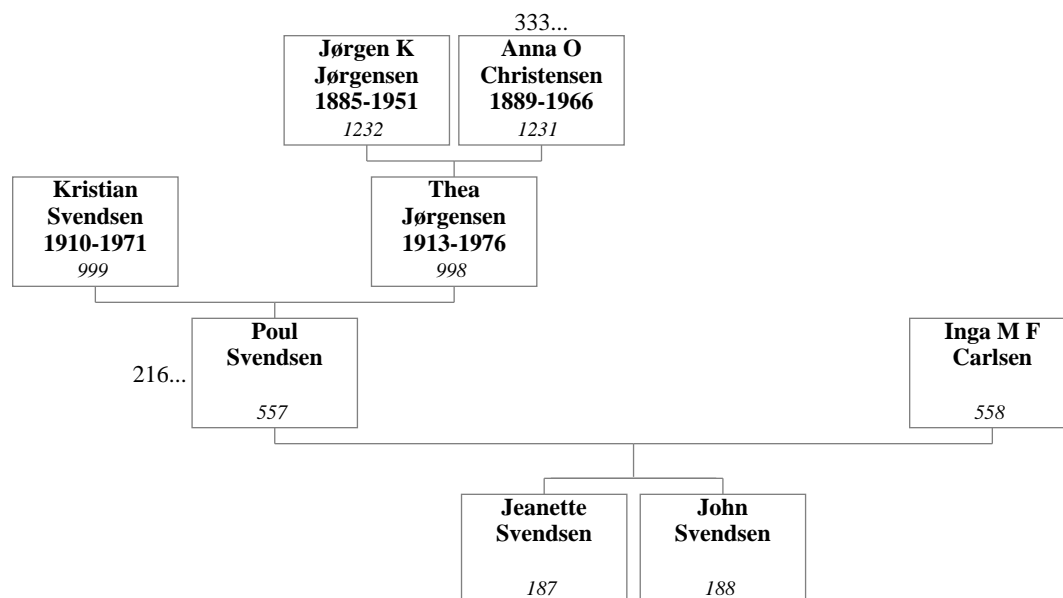 333...
Jørgen K
Jørgensen
1885-1951
1232
Anna O
Christensen
1889-1966
1231
Kristian
Svendsen
1910-1971
999
Thea
Jørgensen
1913-1976
998
216...
Poul
Svendsen
557
Inga M F
Carlsen
558
Jeanette
Svendsen
187
John
Svendsen
188